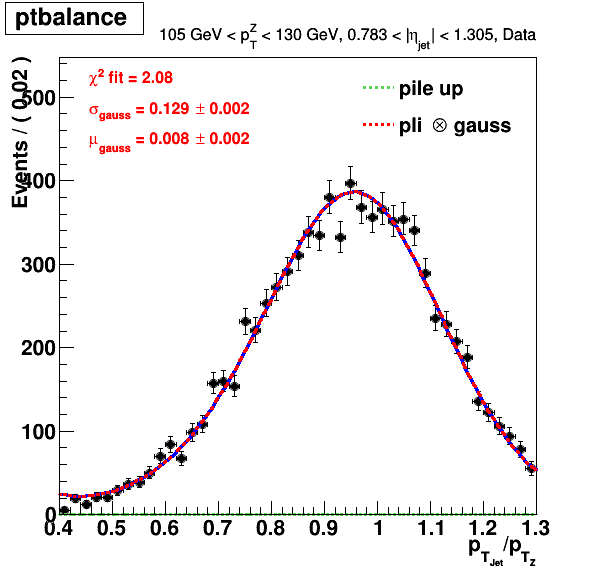 ptbalance
105 GeV < p_T^Z < 130 GeV, 0.783 < |η_jet| < 1.305, Data
Events / ( 0.02 )
χ² fit = 2.08
σ_gauss = 0.129 ± 0.002
μ_gauss = 0.008 ± 0.002
pile up
pli ⊗ gauss
500
400
300
200
100
0
0.4 0.5 0.6 0.7 0.8 0.9 1 1.1 1.2 1.3
p_T_Jet/p_T_Z